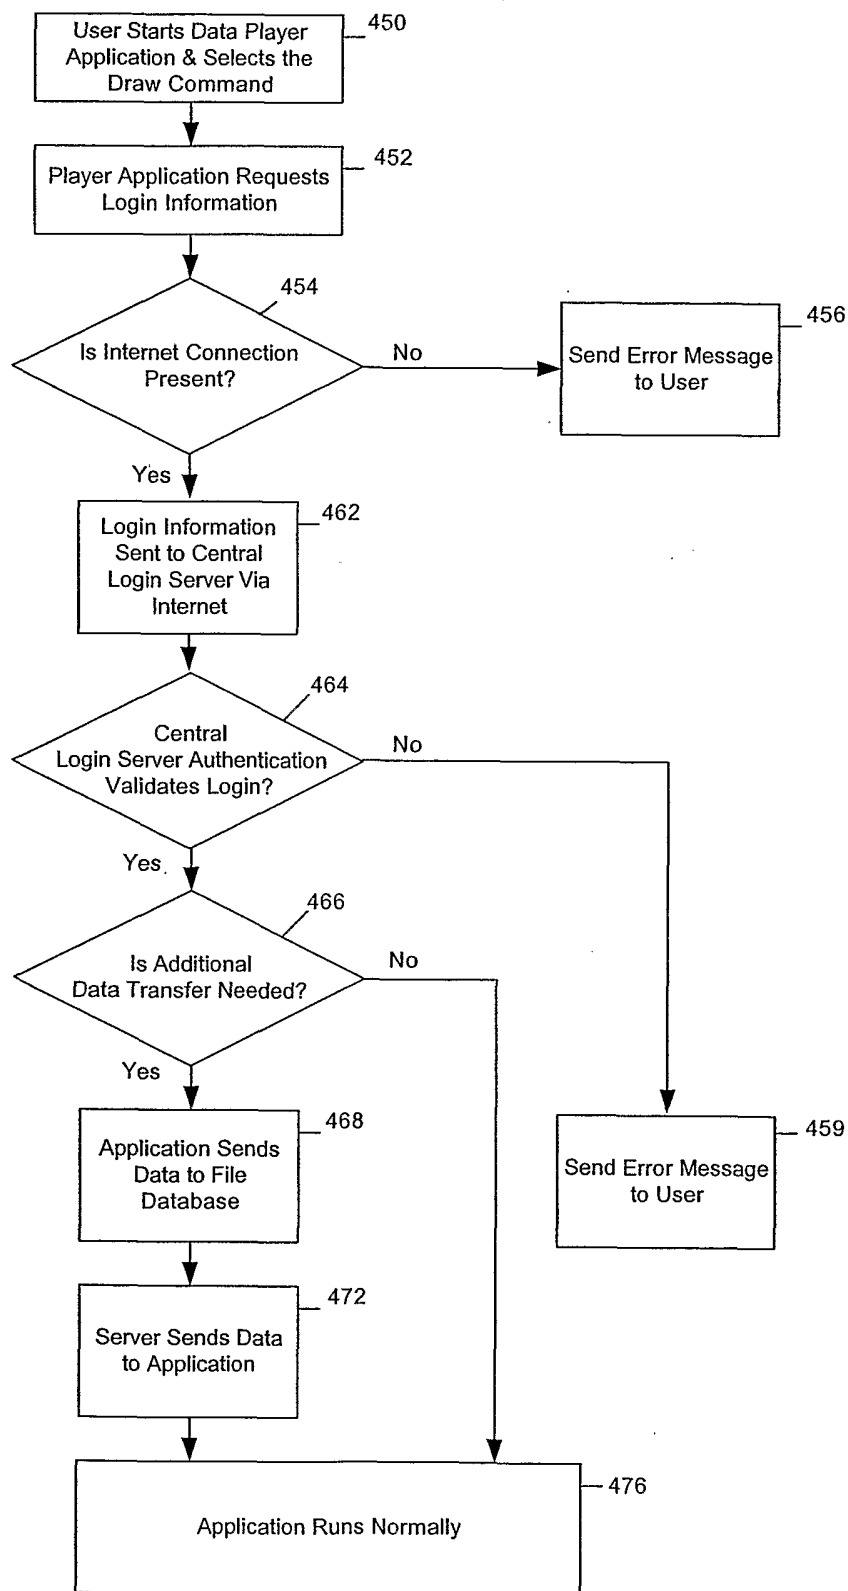 User Starts Data Player
Application & Selects the
Draw Command
450
Player Application Requests
Login Information
452
454
Is Internet Connection
Present?
No
Send Error Message
to User
456
Yes
Login Information
Sent to Central
Login Server Via
Internet
462
464
Central
Login Server Authentication
Validates Login?
No
Yes
466
Is Additional
Data Transfer Needed?
No
Yes
Application Sends
Data to File
Database
468
Send Error Message
to User
459
Server Sends Data
to Application
472
Application Runs Normally
476